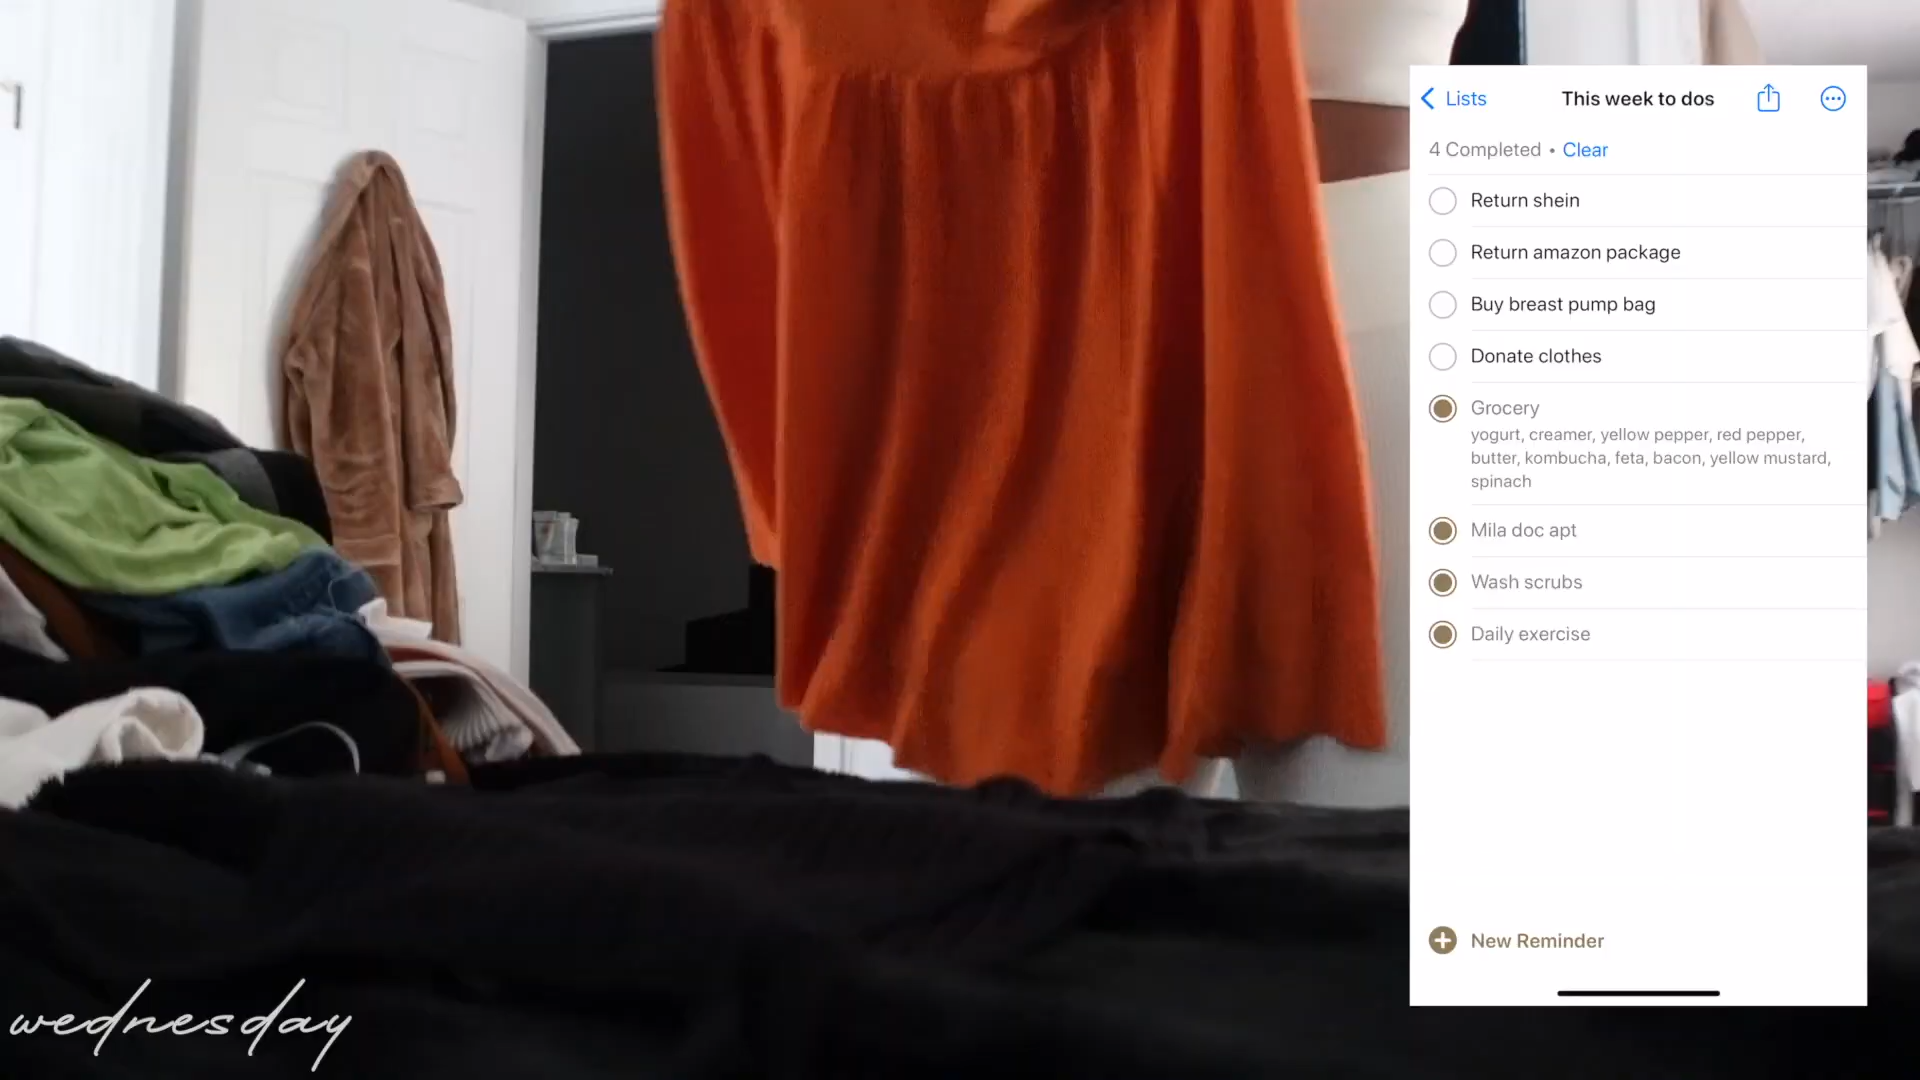 Lists
This week to dos
4 Completed • Clear
Return shein
Return amazon package
Buy breast pump bag
Donate clothes
Grocery
yogurt, creamer, yellow pepper, red pepper,
butter, kombucha, feta, bacon, yellow mustard,
spinach
Mila doc apt
Wash scrubs
Daily exercise
New Reminder
wednesday